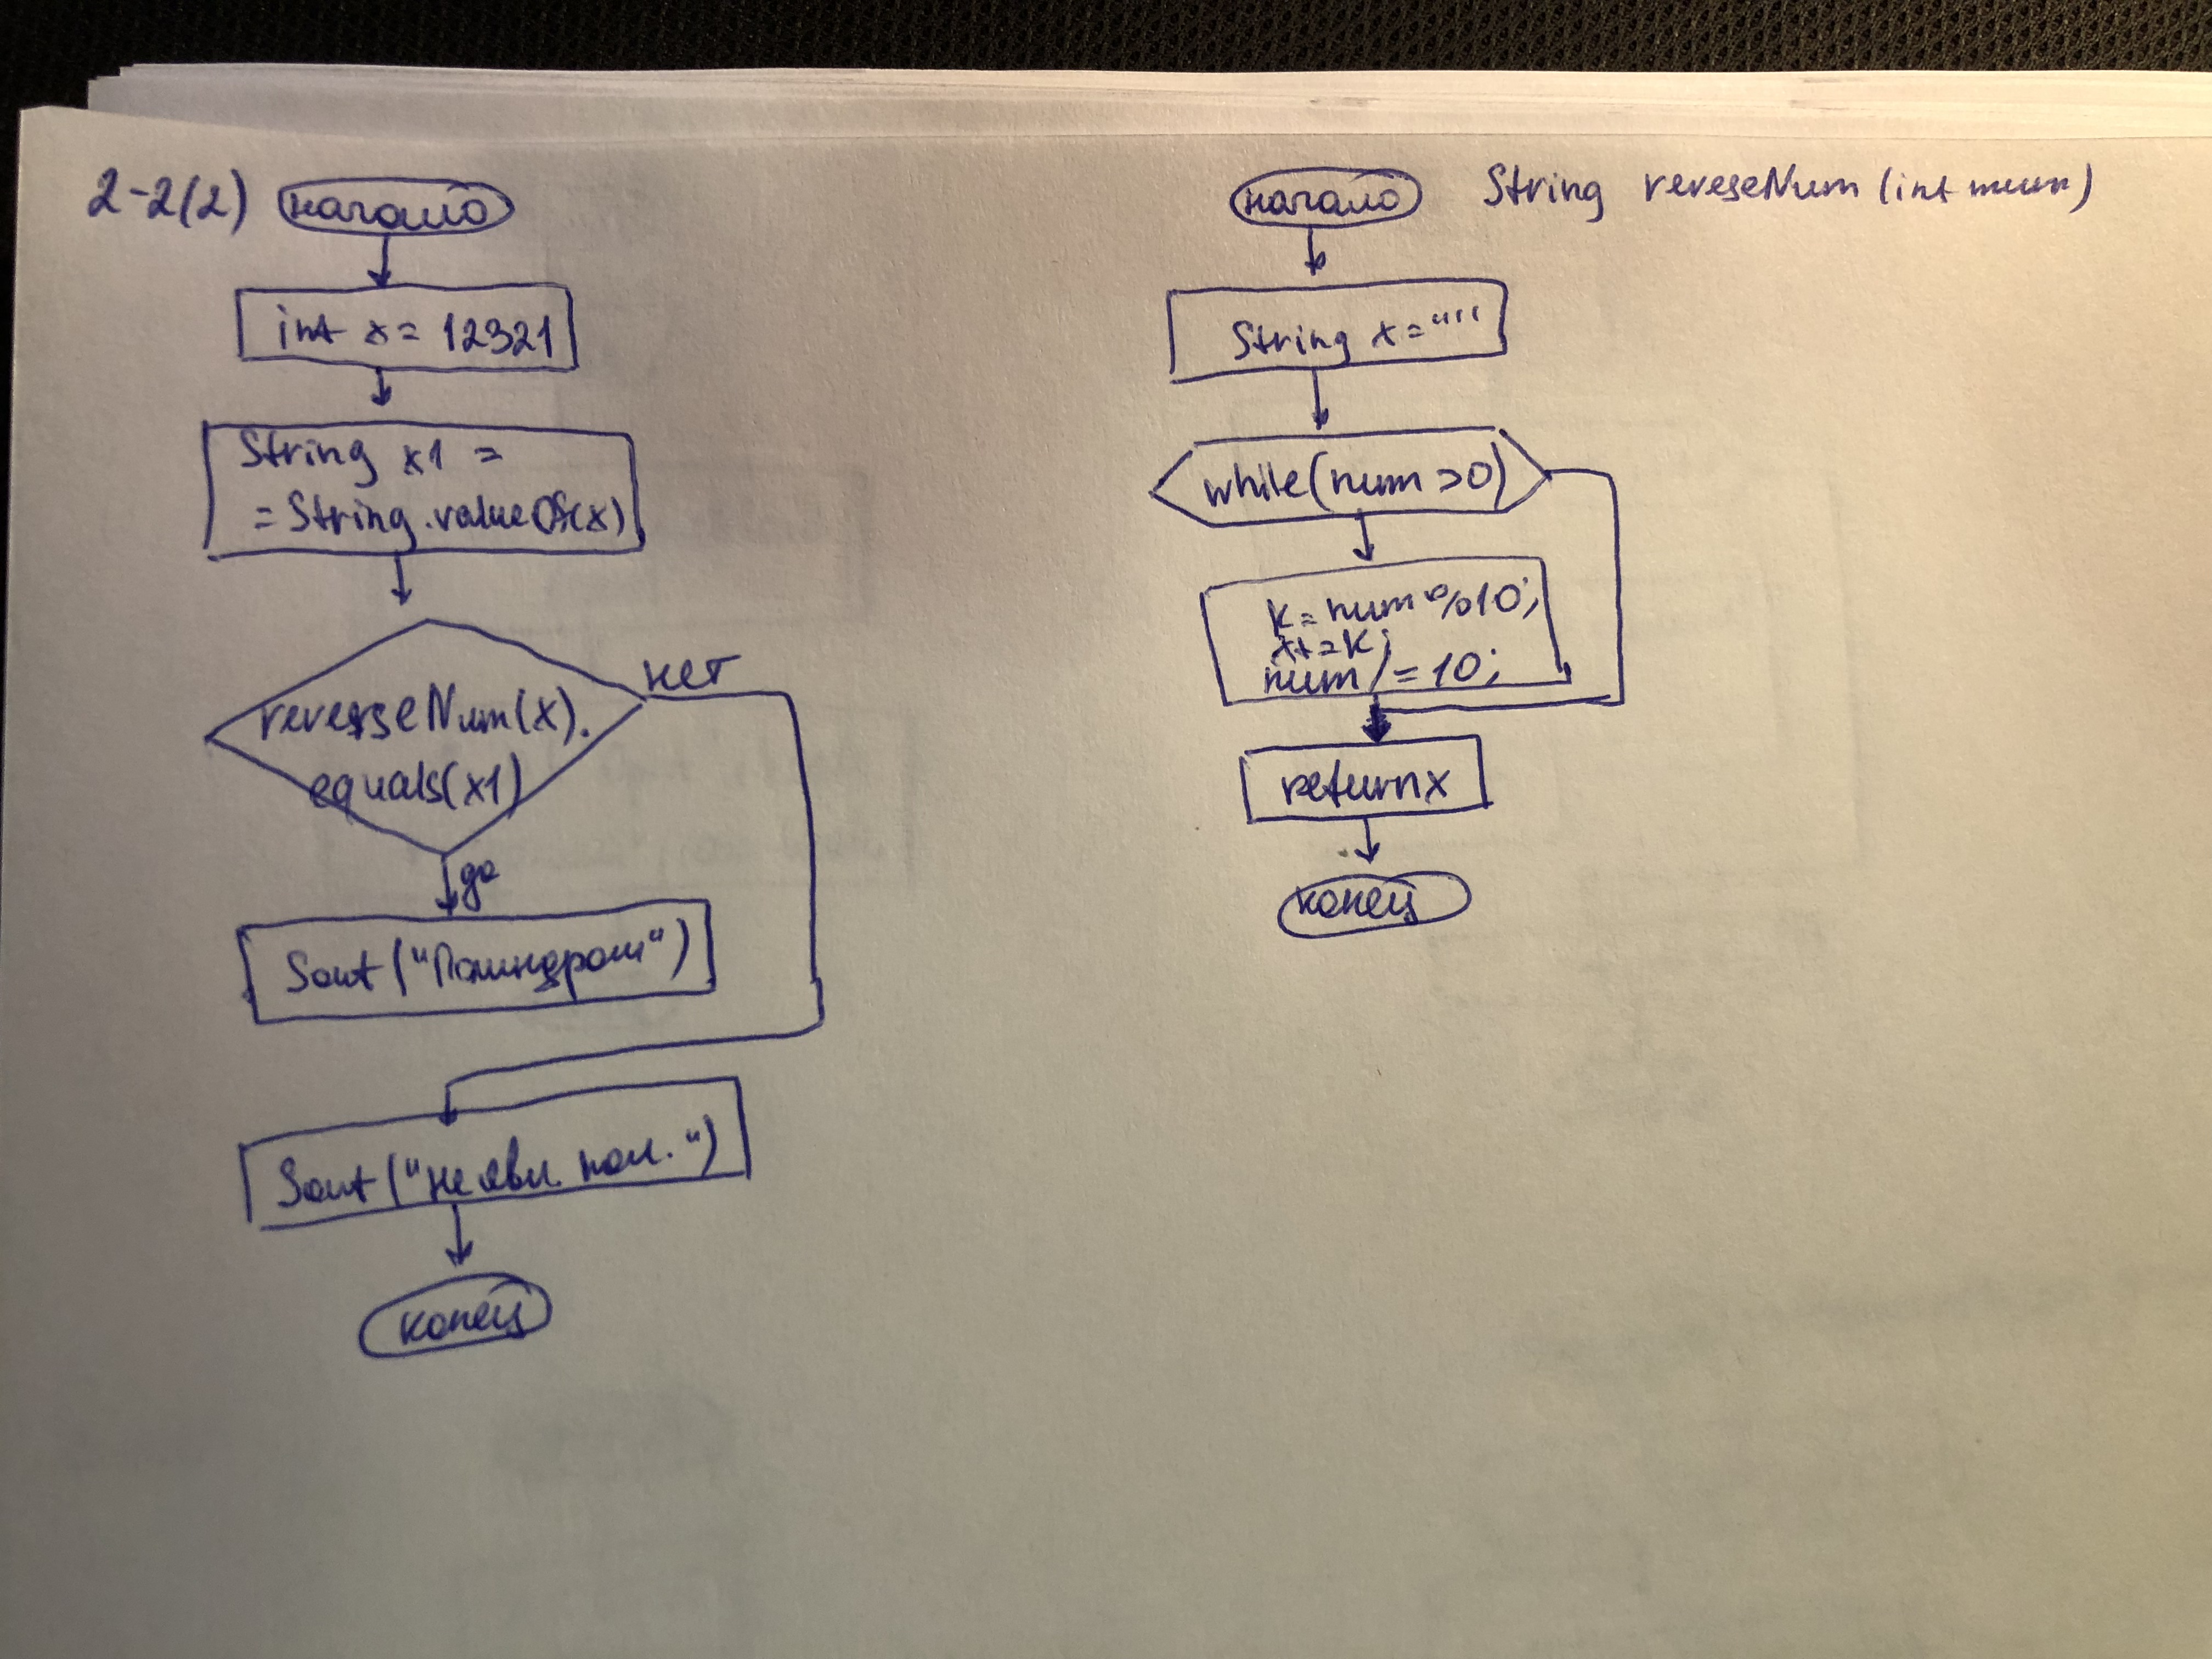 2-2(2)
начало
int x = 12321
String x1 =
= String.valueOf(x)
reverseNum(x).
equals(x1)
нет
да
Sout("Палиндром")
Sout("не явл. пал.")
конец
начало
String revesеNum (int num)
String x = ""
while(num>0)
k = num % 10;
x+=k;
num /= 10;
return x
конец